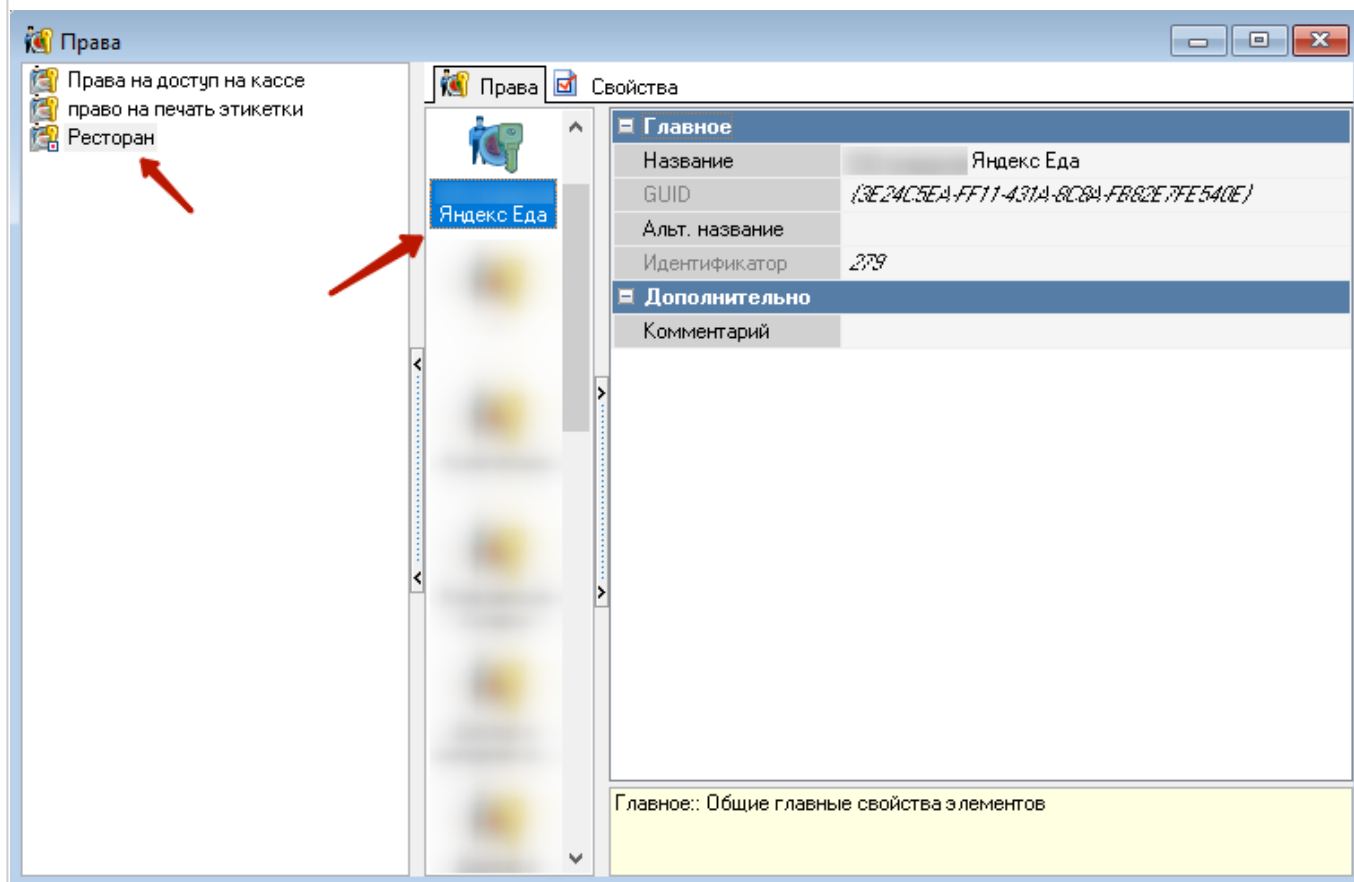 Права
Права на доступ на кассе
право на печать этикетки
Ресторан
Права
Свойства
Яндекс Еда
Главное
Название Яндекс Еда
GUID {3E24C5EA-FF11-431A-8C8A-FB82E7FE540E}
Альт. название
Идентификатор 279
Дополнительно
Комментарий
Главное:: Общие главные свойства элементов